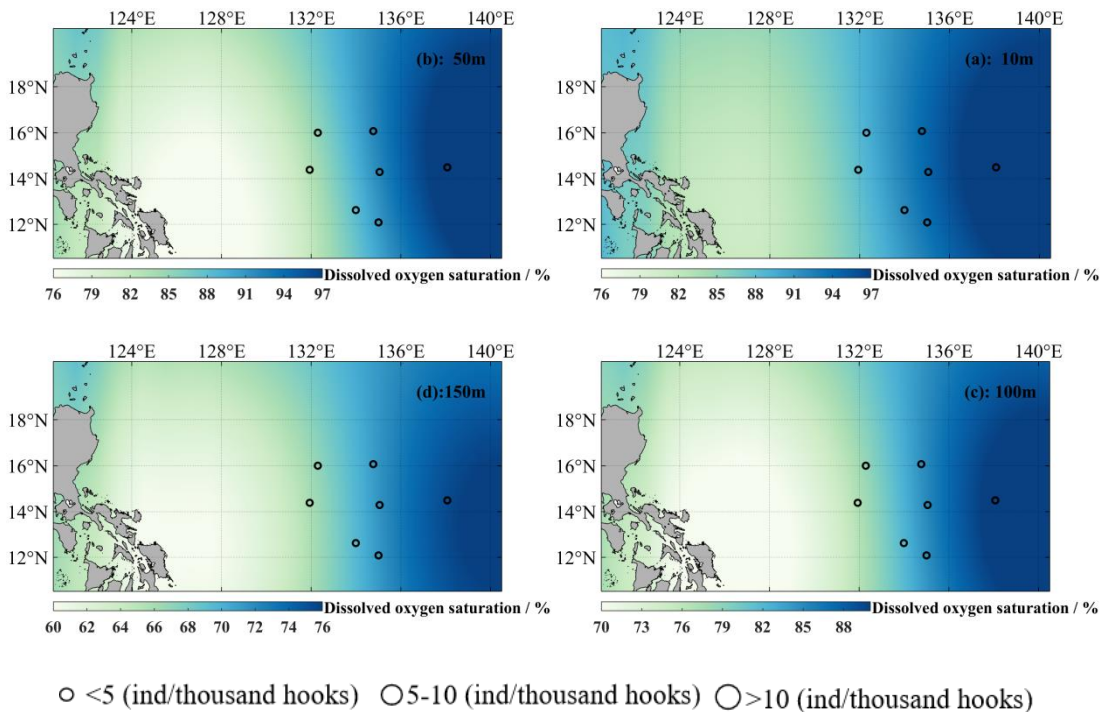 124°E 128°E 132°E 136°E 140°E
(b): 50m
18°N
16°N
14°N
12°N
Dissolved oxygen saturation / %
76 79 82 85 88 91 94 97
124°E 128°E 132°E 136°E 140°E
(a): 10m
18°N
16°N
14°N
12°N
Dissolved oxygen saturation / %
76 79 82 85 88 91 94 97
124°E 128°E 132°E 136°E 140°E
(d):150m
18°N
16°N
14°N
12°N
Dissolved oxygen saturation / %
60 62 64 66 68 70 72 74 76
124°E 128°E 132°E 136°E 140°E
(c): 100m
18°N
16°N
14°N
12°N
Dissolved oxygen saturation / %
70 73 76 79 82 85 88
<5 (ind/thousand hooks) 5-10 (ind/thousand hooks) >10 (ind/thousand hooks)